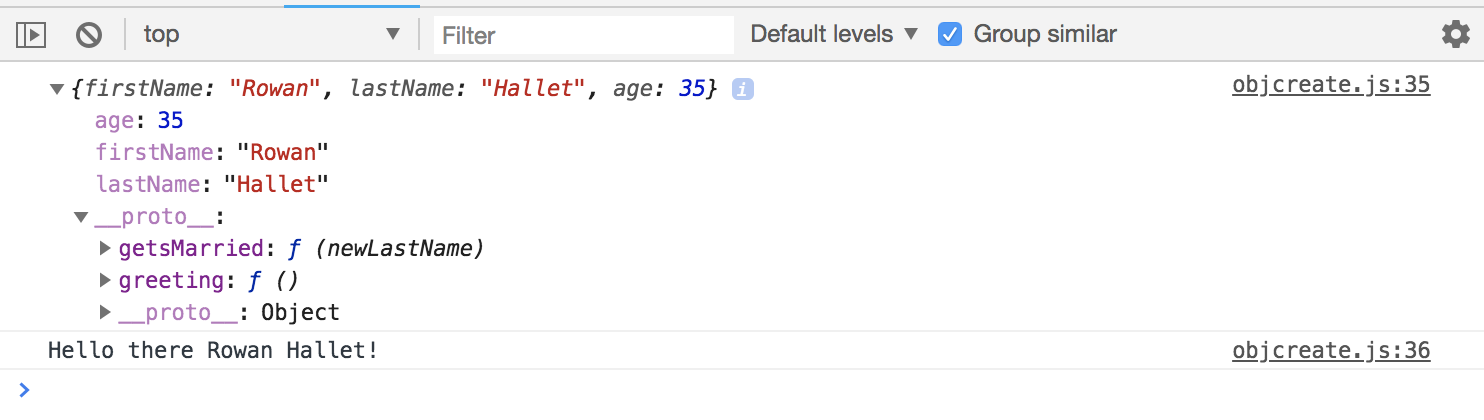 top Filter Default levels Group similar
{firstName: "Rowan", lastName: "Hallet", age: 35} i objcreate.js:35
age: 35
firstName: "Rowan"
lastName: "Hallet"
__proto__:
getsMarried: ƒ (newLastName)
greeting: ƒ ()
__proto__: Object
Hello there Rowan Hallet! objcreate.js:36